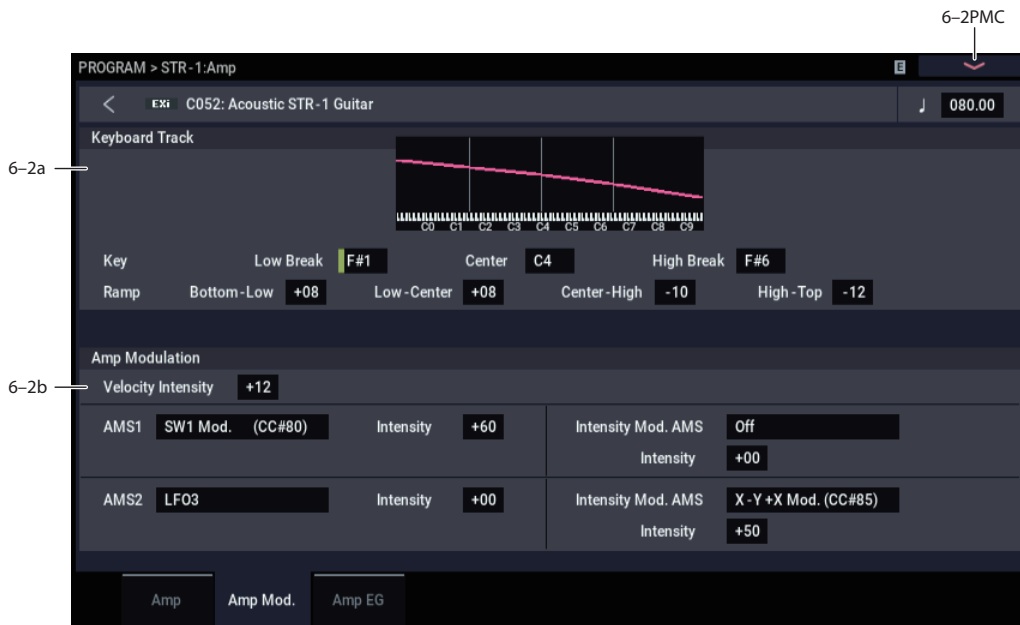 6–2PMC
PROGRAM > STR-1:Amp E
EXi C052: Acoustic STR-1 Guitar ♩ 080.00
Keyboard Track
6–2a
C0 C1 C2 C3 C4 C5 C6 C7 C8 C9
Key Low Break F#1 Center C4 High Break F#6
Ramp Bottom-Low +08 Low-Center +08 Center-High -10 High-Top -12
Amp Modulation
6–2b Velocity Intensity +12
AMS1 SW1 Mod. (CC#80) Intensity +60 Intensity Mod. AMS Off
Intensity +00
AMS2 LFO3 Intensity +00 Intensity Mod. AMS X-Y +X Mod. (CC#85)
Intensity +50
Amp Amp Mod. Amp EG